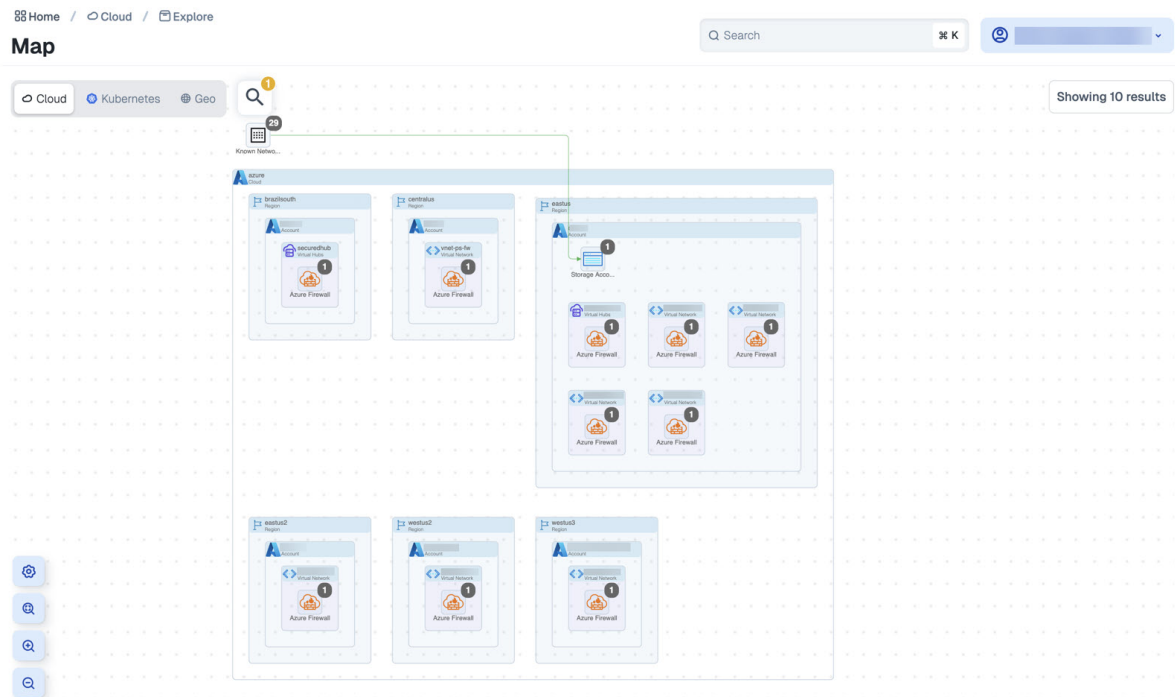 Home / Cloud / Explore
Map
Search
⌘ K
Cloud
Kubernetes
Geo
1
Showing 10 results
29
Known Netwo...
azure
Cloud
brazilsouth
Region
Account
securedhub
Virtual Hubs
1
Azure Firewall
centralus
Region
Account
vnet-ps-fw
Virtual Network
1
Azure Firewall
eastus
Region
Account
1
Storage Acco...
Virtual Hubs
1
Azure Firewall
Virtual Network
1
Azure Firewall
Virtual Network
1
Azure Firewall
Virtual Network
1
Azure Firewall
Virtual Network
1
Azure Firewall
eastus2
Region
Account
Virtual Network
1
Azure Firewall
westus2
Region
Account
Virtual Network
1
Azure Firewall
westus3
Region
Account
Virtual Network
1
Azure Firewall